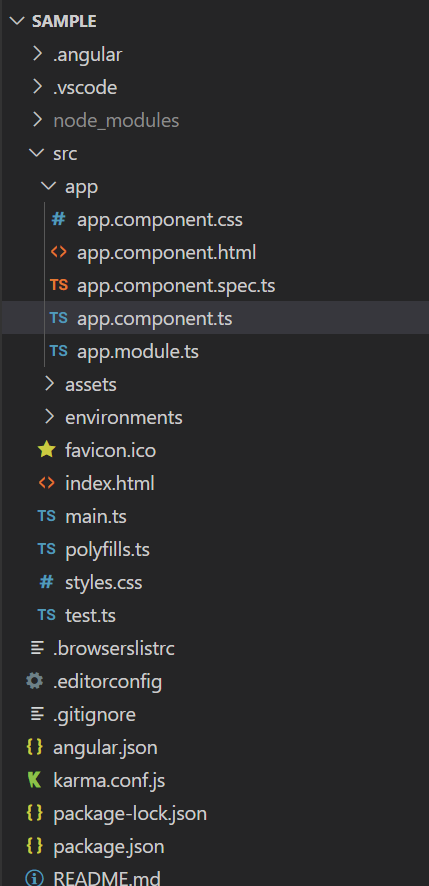 SAMPLE
.angular
.vscode
node_modules
src
app
# app.component.css
<> app.component.html
TS app.component.spec.ts
TS app.component.ts
TS app.module.ts
assets
environments
favicon.ico
<> index.html
TS main.ts
TS polyfills.ts
# styles.css
TS test.ts
.browserslistrc
.editorconfig
.gitignore
{} angular.json
karma.conf.js
{} package-lock.json
{} package.json
README.md